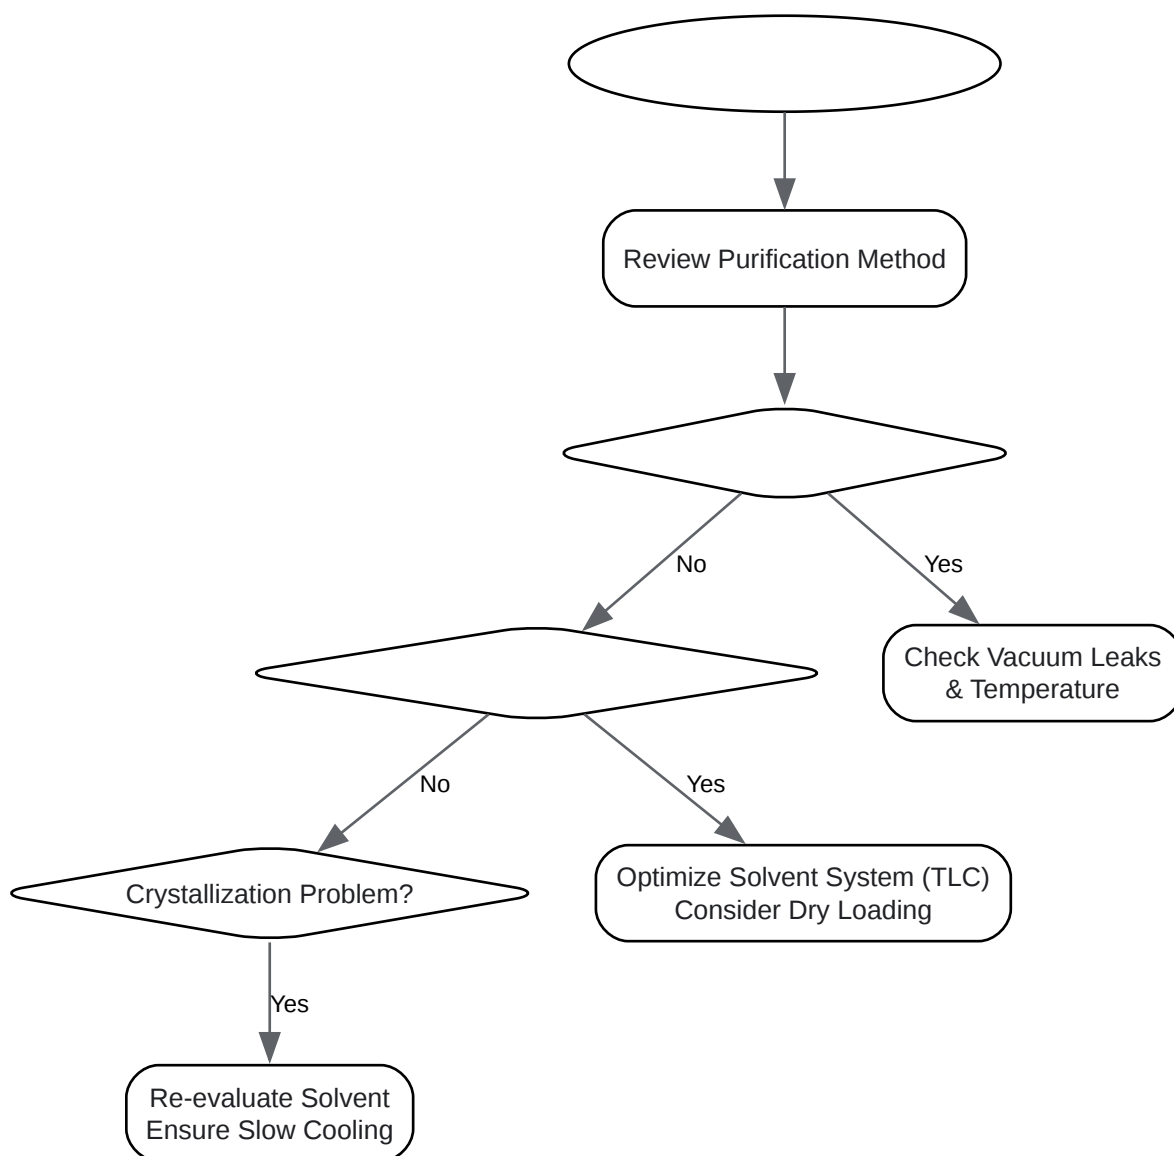 Review Purification Method
No
Yes
Check Vacuum Leaks
& Temperature
No
Yes
Crystallization Problem?
Optimize Solvent System (TLC)
Consider Dry Loading
Yes
Re-evaluate Solvent
Ensure Slow Cooling